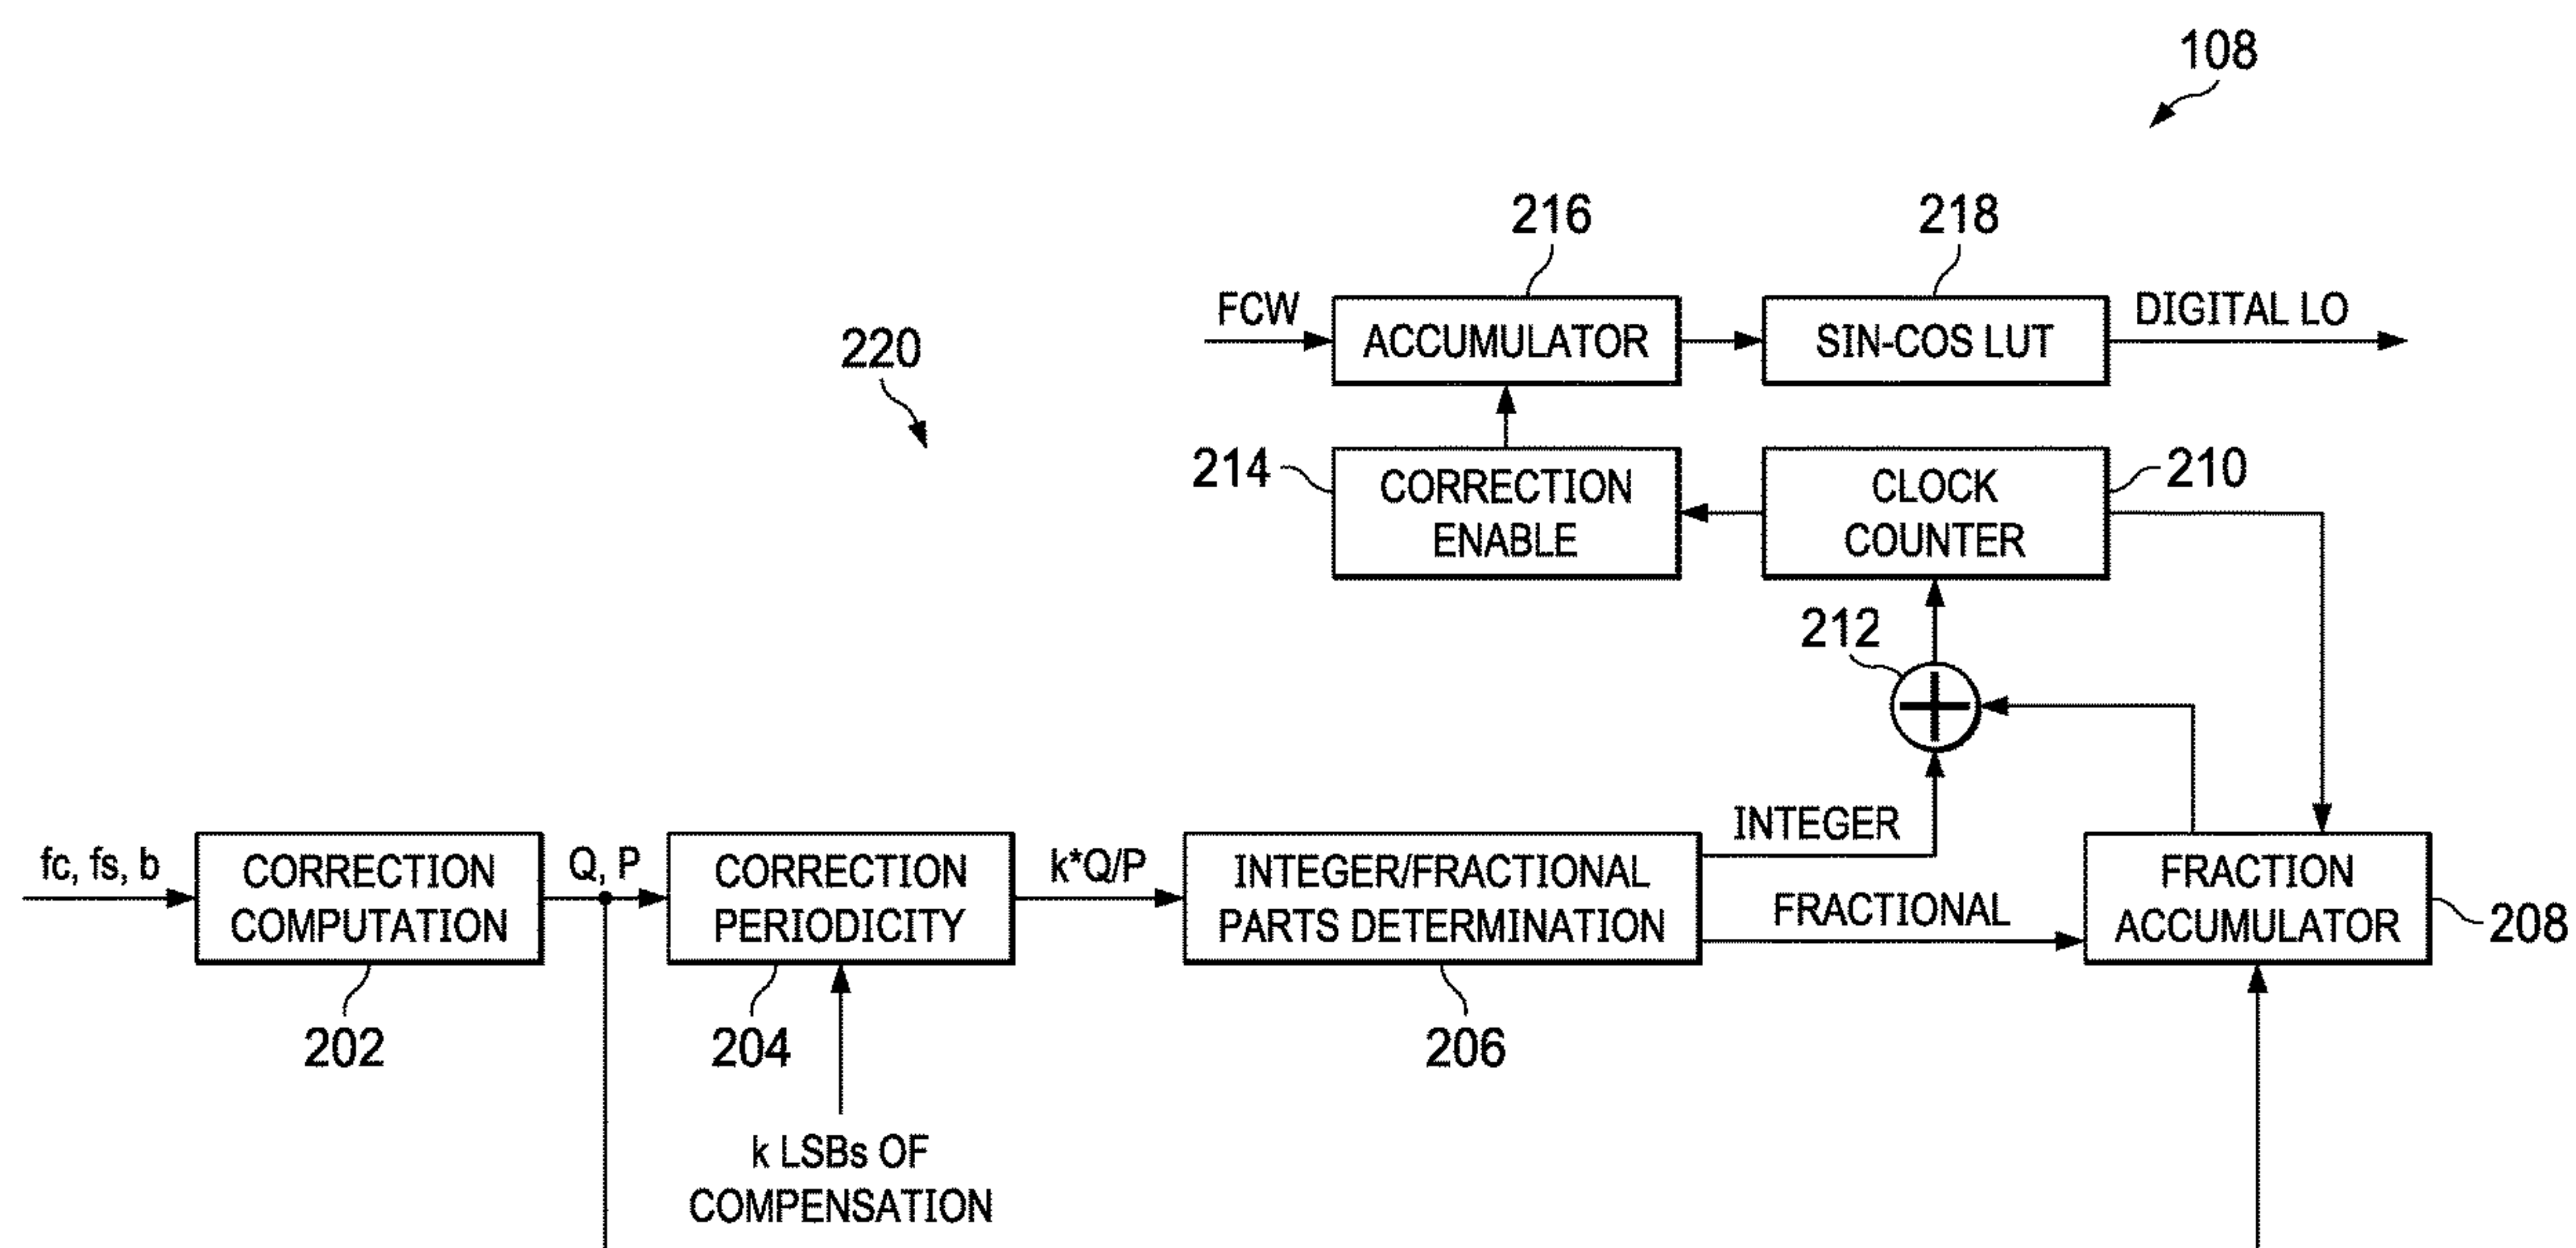 108
216
218
FCW
ACCUMULATOR
SIN-COS LUT
DIGITAL LO
220
214
CORRECTION
ENABLE
CLOCK
COUNTER
210
212
INTEGER
fc, fs, b
CORRECTION
COMPUTATION
Q, P
CORRECTION
PERIODICITY
k*Q/P
INTEGER/FRACTIONAL
PARTS DETERMINATION
FRACTIONAL
FRACTION
ACCUMULATOR
208
202
204
206
k LSBs OF
COMPENSATION